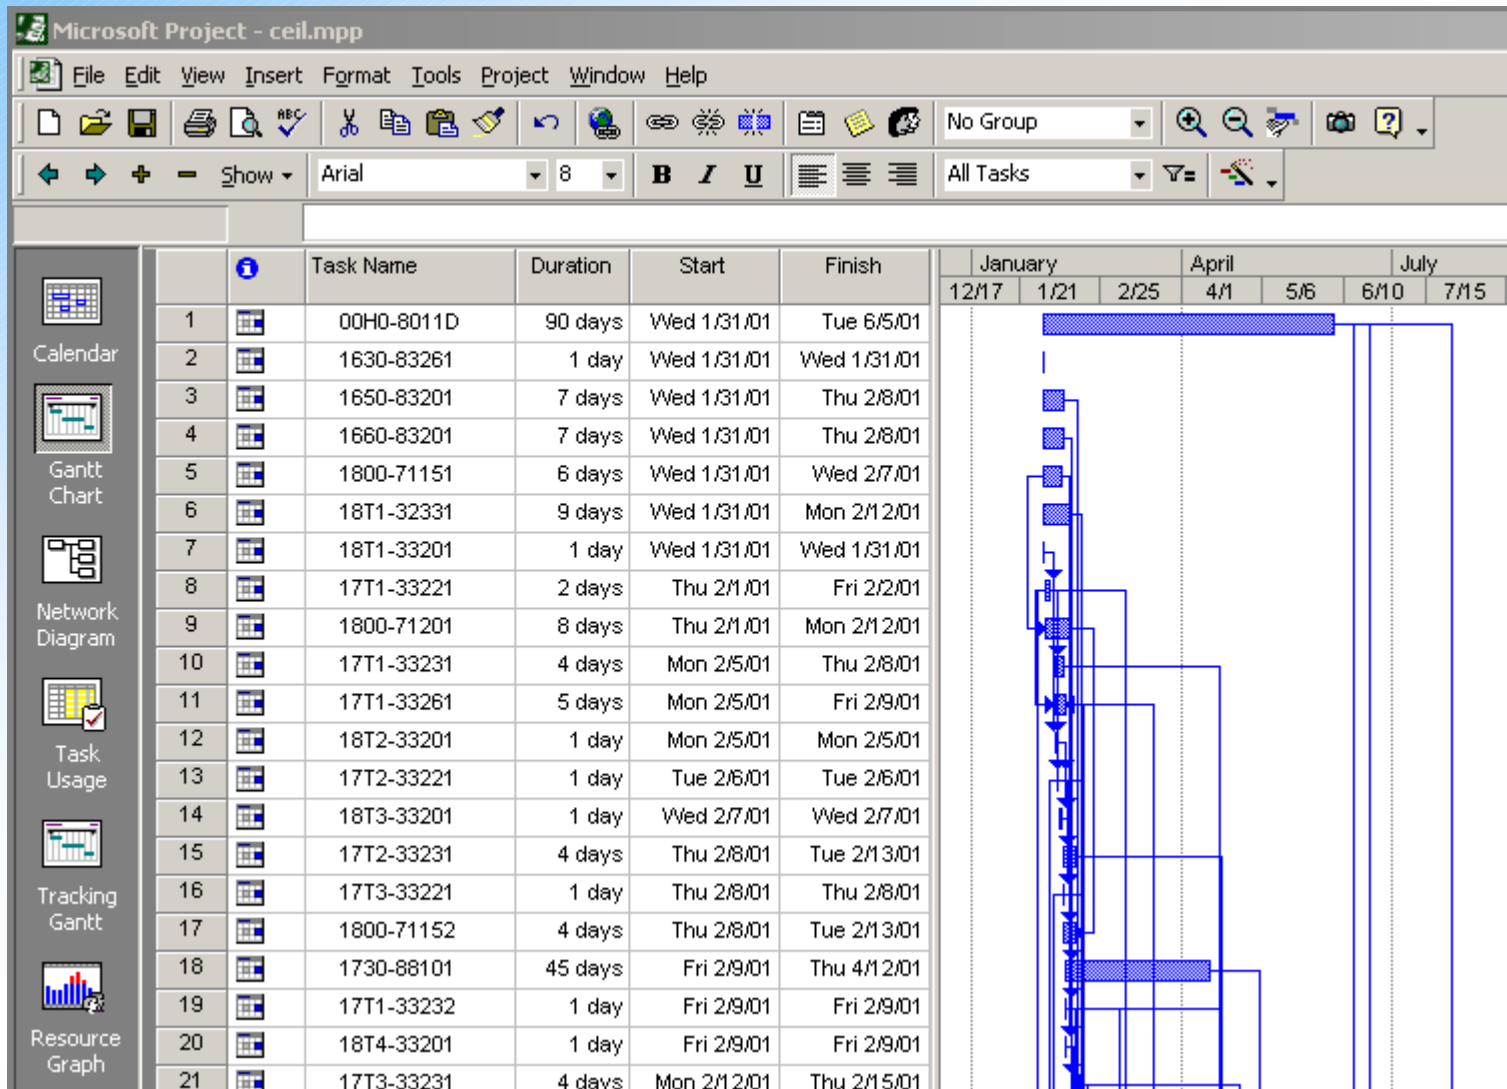 Microsoft Project - ceil.mpp
File Edit View Insert Format Tools Project Window Help
ABC No Group ?
Show Arial 8 B I U All Tasks
i Task Name Duration Start Finish January April July
12/17 1/21 2/25 4/1 5/6 6/10 7/15
1 00H0-8011D 90 days Wed 1/31/01 Tue 6/5/01
Calendar
2 1630-83261 1 day Wed 1/31/01 Wed 1/31/01
3 1650-83201 7 days Wed 1/31/01 Thu 2/8/01
4 1660-83201 7 days Wed 1/31/01 Thu 2/8/01
Gantt
Chart
5 1800-71151 6 days Wed 1/31/01 Wed 2/7/01
6 18T1-32331 9 days Wed 1/31/01 Mon 2/12/01
7 18T1-33201 1 day Wed 1/31/01 Wed 1/31/01
8 17T1-33221 2 days Thu 2/1/01 Fri 2/2/01
Network
Diagram
9 1800-71201 8 days Thu 2/1/01 Mon 2/12/01
10 17T1-33231 4 days Mon 2/5/01 Thu 2/8/01
11 17T1-33261 5 days Mon 2/5/01 Fri 2/9/01
12 18T2-33201 1 day Mon 2/5/01 Mon 2/5/01
Task
Usage
13 17T2-33221 1 day Tue 2/6/01 Tue 2/6/01
14 18T3-33201 1 day Wed 2/7/01 Wed 2/7/01
15 17T2-33231 4 days Thu 2/8/01 Tue 2/13/01
16 17T3-33221 1 day Thu 2/8/01 Thu 2/8/01
Tracking
Gantt
17 1800-71152 4 days Thu 2/8/01 Tue 2/13/01
18 1730-88101 45 days Fri 2/9/01 Thu 4/12/01
19 17T1-33232 1 day Fri 2/9/01 Fri 2/9/01
20 18T4-33201 1 day Fri 2/9/01 Fri 2/9/01
Resource
Graph
21 17T3-33231 4 days Mon 2/12/01 Thu 2/15/01